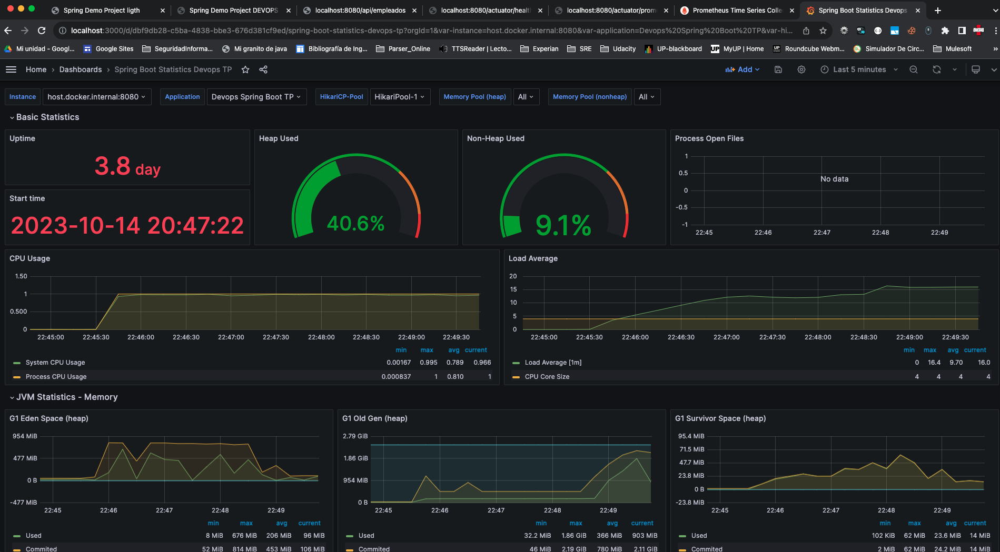 Spring Demo Project ligth
Spring Demo Project DEVOPS
localhost:8080/api/empleados
localhost:8080/actuator/healt
localhost:8080/actuator/prom
Prometheus Time Series Colle
Spring Boot Statistics Devops
localhost:3000/d/dbf9db28-c5ba-4838-bbe3-676d381cf9ed/spring-boot-statistics-devops-tp?orgId=1&var-instance=host.docker.internal:8080&var-application=Devops%20Spring%20Boot%20TP&var-hi...
Mi unidad - Googl...
Google Sites
SeguridadInforma...
Mi granito de java
Bibliografía de Ing...
Parser_Online
TTSReader | Lecto...
Experian
SRE
Udacity
UP-blackboard
UP MyUP | Home
UP Roundcube Webm...
Simulador De Circ...
Mulesoft
»
Home › Dashboards › Spring Boot Statistics Devops TP
Add
Last 5 minutes
Instance host.docker.internal:8080
Application Devops Spring Boot TP
HikariCP-Pool HikariPool-1
Memory Pool (heap) All
Memory Pool (nonheap) All
Basic Statistics
Uptime
3.8 day
Start time
2023-10-14 20:47:22
Heap Used
40.6%
Non-Heap Used
9.1%
Process Open Files
1
0.5
0
-0.5
-1
No data
22:45 22:46 22:47 22:48 22:49
CPU Usage
1.50
1
0.500
0
22:45:00 22:45:30 22:46:00 22:46:30 22:47:00 22:47:30 22:48:00 22:48:30 22:49:00 22:49:30
min max avg current
System CPU Usage 0.00167 0.995 0.789 0.966
Process CPU Usage 0.000837 1 0.810 1
Load Average
20
15
10
5
0
22:45:00 22:45:30 22:46:00 22:46:30 22:47:00 22:47:30 22:48:00 22:48:30 22:49:00 22:49:30
min max avg current
Load Average [1m] 0 16.4 9.70 16.0
CPU Core Size 4 4 4 4
JVM Statistics - Memory
G1 Eden Space (heap)
954 MiB
477 MiB
0 B
-477 MiB
22:45 22:46 22:47 22:48 22:49
min max avg current
Used 8 MiB 676 MiB 206 MiB 96 MiB
Commited 52 MiB 814 MiB 453 MiB 106 MiB
G1 Old Gen (heap)
2.79 GiB
1.86 GiB
954 MiB
0 B
22:45 22:46 22:47 22:48 22:49
min max avg current
Used 32.2 MiB 1.86 GiB 366 MiB 903 MiB
Commited 46 MiB 2.19 GiB 780 MiB 2.11 GiB
G1 Survivor Space (heap)
95.4 MiB
71.5 MiB
47.7 MiB
23.8 MiB
0 B
-23.8 MiB
22:45 22:46 22:47 22:48 22:49
min max avg current
Used 102 KiB 62 MiB 23.6 MiB 14 MiB
Commited 2 MiB 62 MiB 24.2 MiB 14 MiB